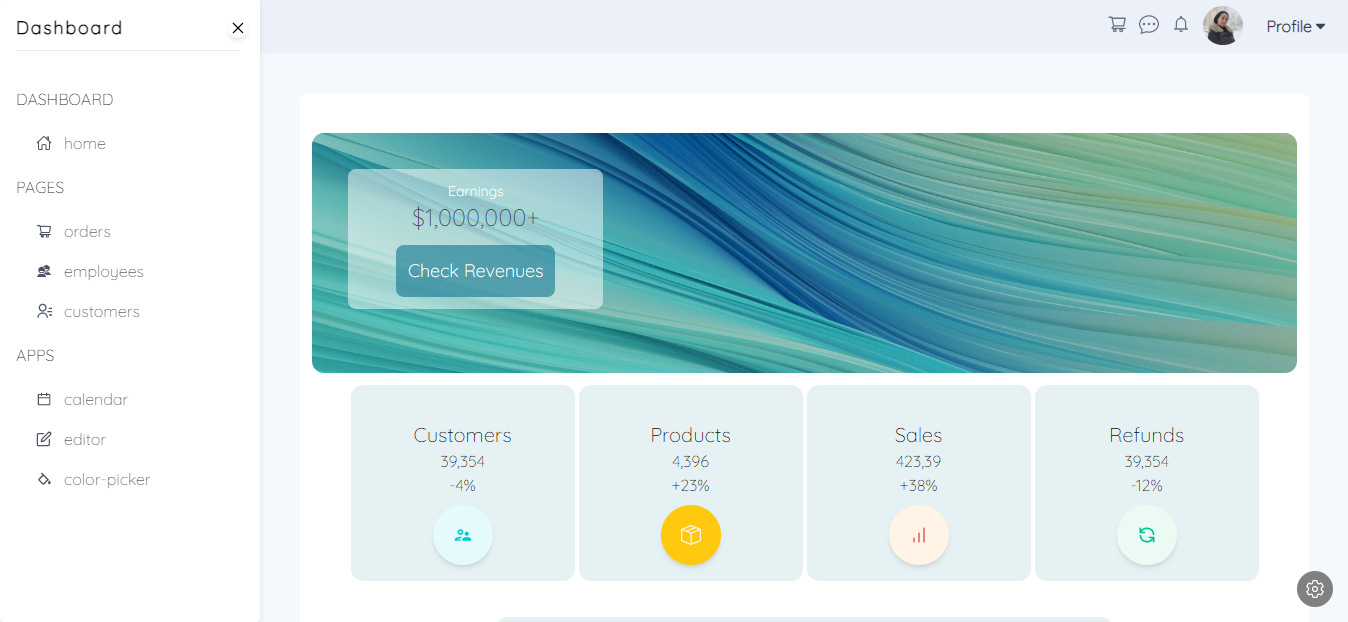 Dashboard
Profile
DASHBOARD
home
PAGES
orders
employees
customers
APPS
calendar
editor
color-picker
Earnings
$1,000,000+
Check Revenues
Customers
39,354
-4%
Products
4,396
+23%
Sales
423,39
+38%
Refunds
39,354
-12%